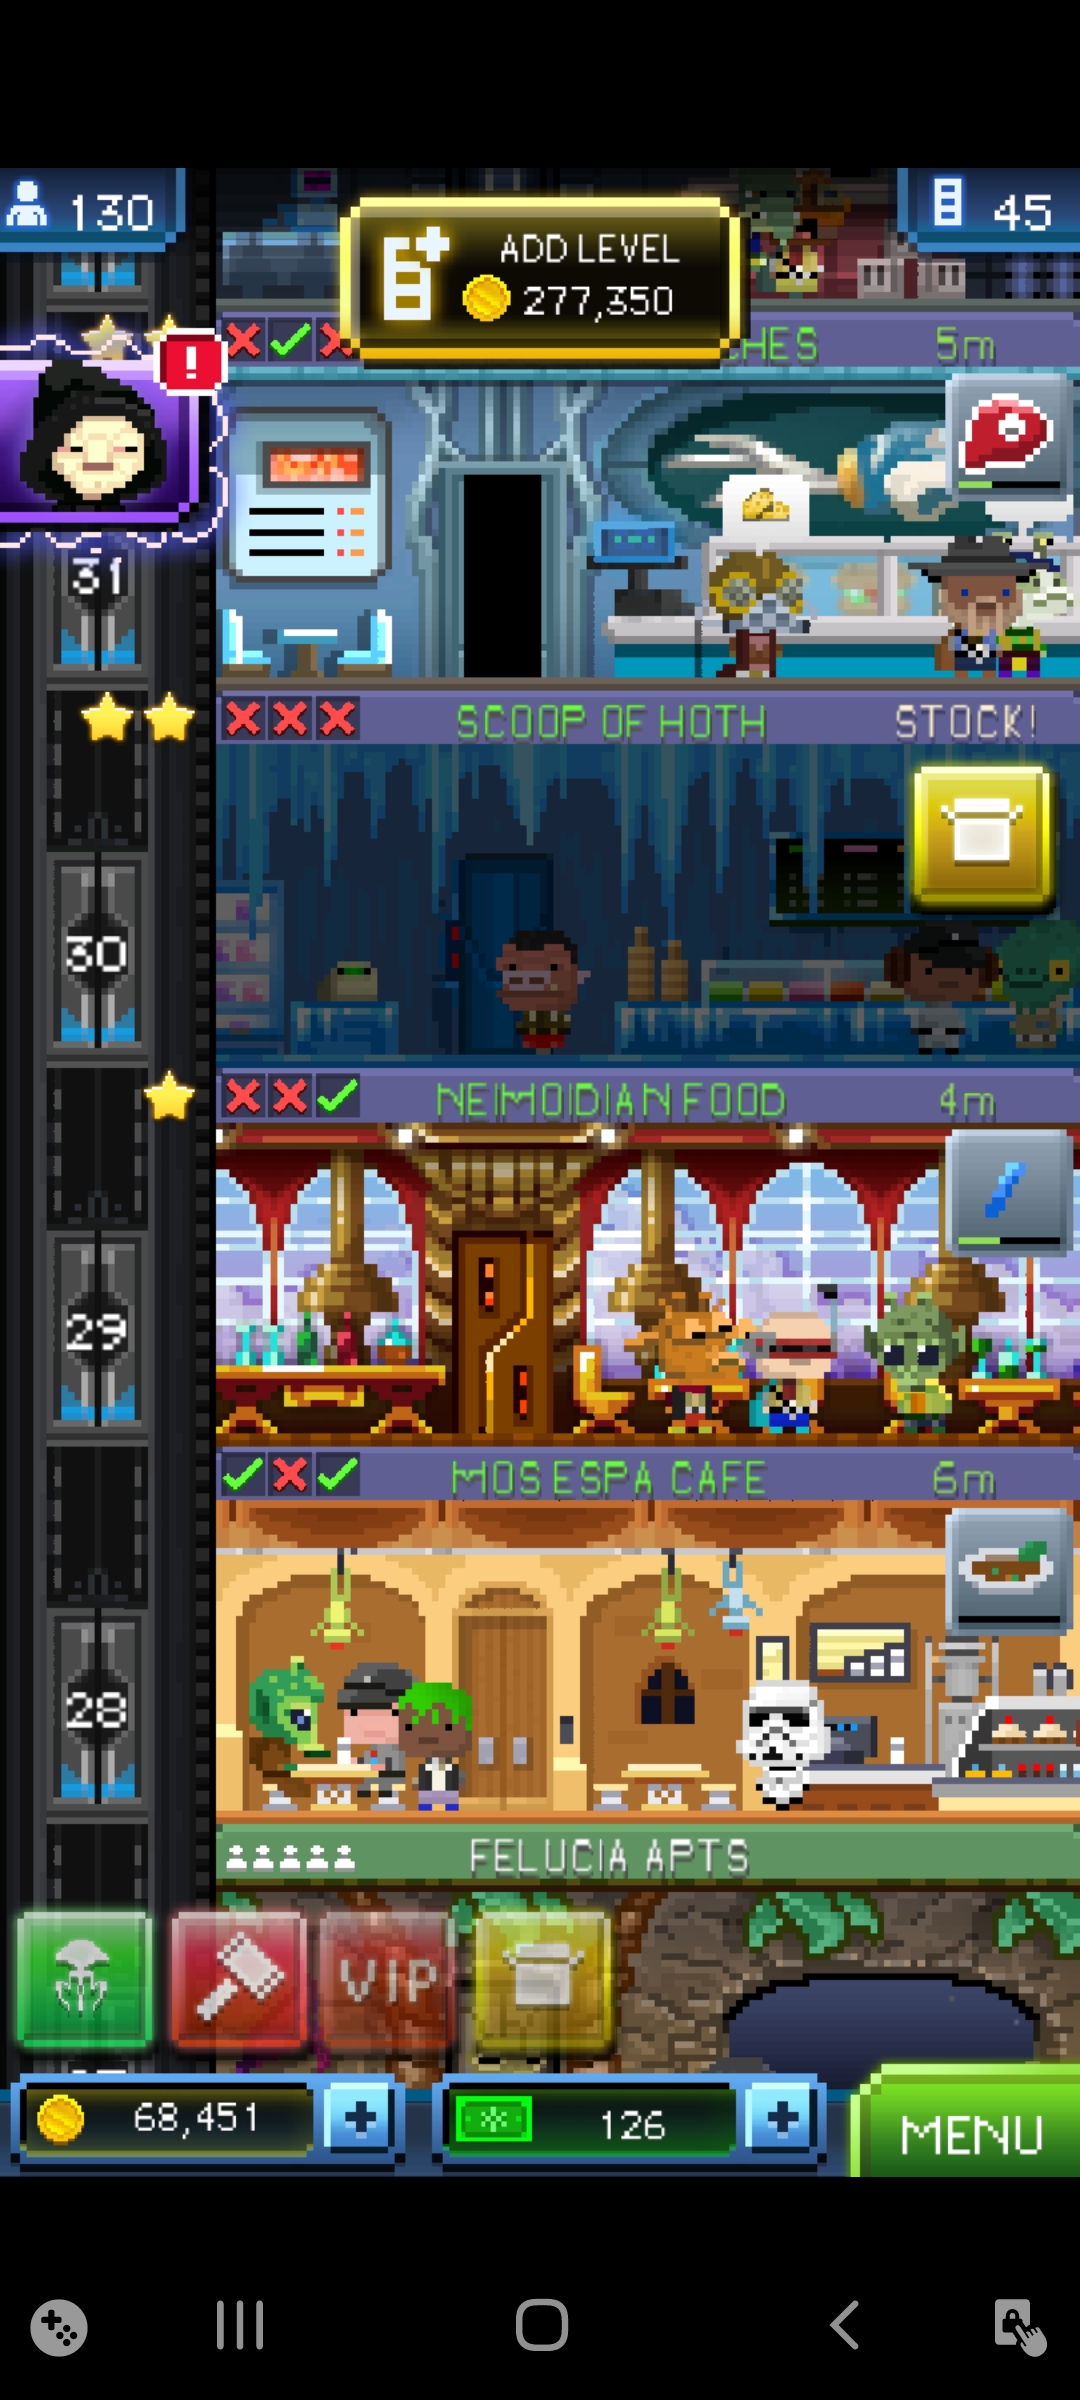 130
ADD LEVEL
277,350
45
CHES 5m
31
SCOOP OF HOTH STOCK!
30
NEIMOIDIAN FOOD 4m
29
MOS ESPA CAFE 6m
28
FELUCIA APTS
VIP
68,451
126
MENU